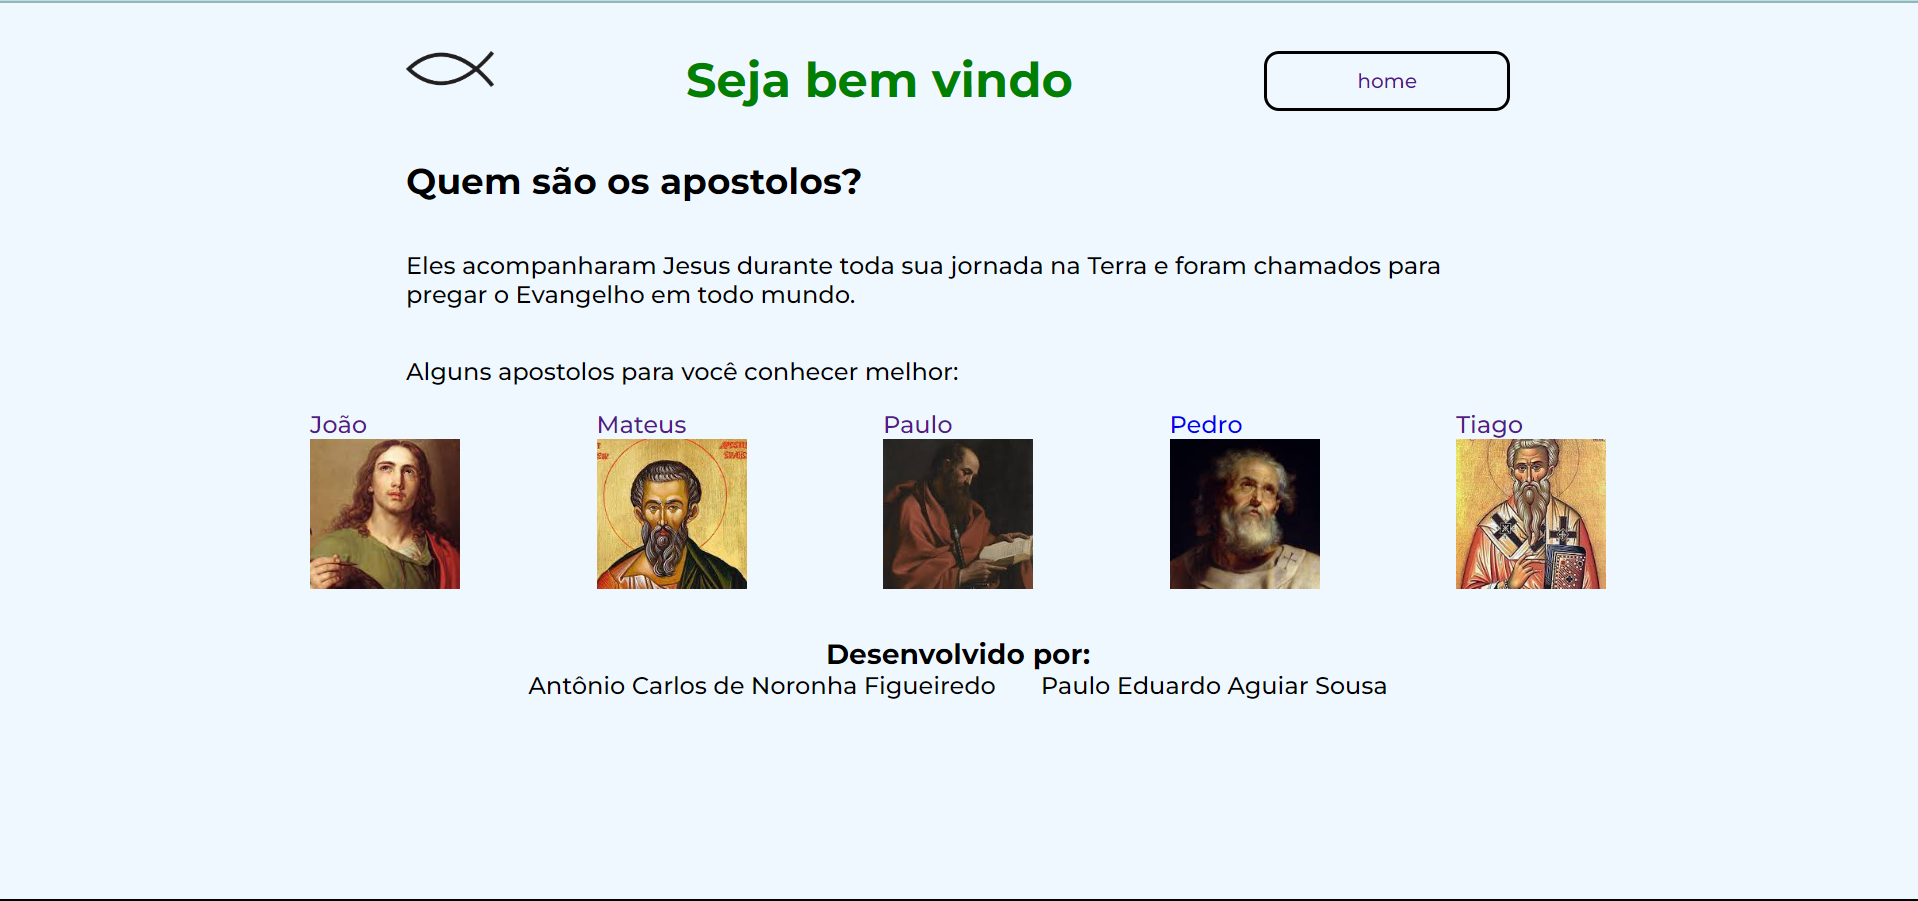 Seja bem vindo
home
Quem são os apostolos?
Eles acompanharam Jesus durante toda sua jornada na Terra e foram chamados para
pregar o Evangelho em todo mundo.
Alguns apostolos para você conhecer melhor:
João
Mateus
Paulo
Pedro
Tiago
Desenvolvido por:
Antônio Carlos de Noronha Figueiredo
Paulo Eduardo Aguiar Sousa